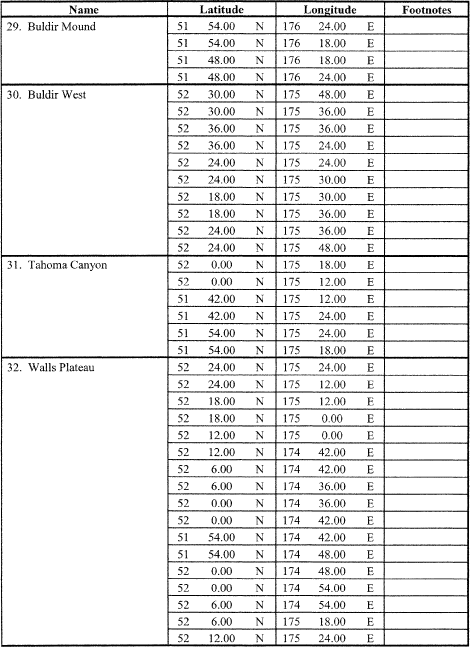 Name Latitude Longitude Footnotes
29. Buldir Mound 51 54.00 N 176 24.00 E
51 54.00 N 176 18.00 E
51 48.00 N 176 18.00 E
51 48.00 N 176 24.00 E
30. Buldir West 52 30.00 N 175 48.00 E
52 30.00 N 175 36.00 E
52 36.00 N 175 36.00 E
52 36.00 N 175 24.00 E
52 24.00 N 175 24.00 E
52 24.00 N 175 30.00 E
52 18.00 N 175 30.00 E
52 18.00 N 175 36.00 E
52 24.00 N 175 36.00 E
52 24.00 N 175 48.00 E
31. Tahoma Canyon 52 0.00 N 175 18.00 E
52 0.00 N 175 12.00 E
51 42.00 N 175 12.00 E
51 42.00 N 175 24.00 E
51 54.00 N 175 24.00 E
51 54.00 N 175 18.00 E
32. Walls Plateau 52 24.00 N 175 24.00 E
52 24.00 N 175 12.00 E
52 18.00 N 175 12.00 E
52 18.00 N 175 0.00 E
52 12.00 N 175 0.00 E
52 12.00 N 174 42.00 E
52 6.00 N 174 42.00 E
52 6.00 N 174 36.00 E
52 0.00 N 174 36.00 E
52 0.00 N 174 42.00 E
51 54.00 N 174 42.00 E
51 54.00 N 174 48.00 E
52 0.00 N 174 48.00 E
52 0.00 N 174 54.00 E
52 6.00 N 174 54.00 E
52 6.00 N 175 18.00 E
52 12.00 N 175 24.00 E